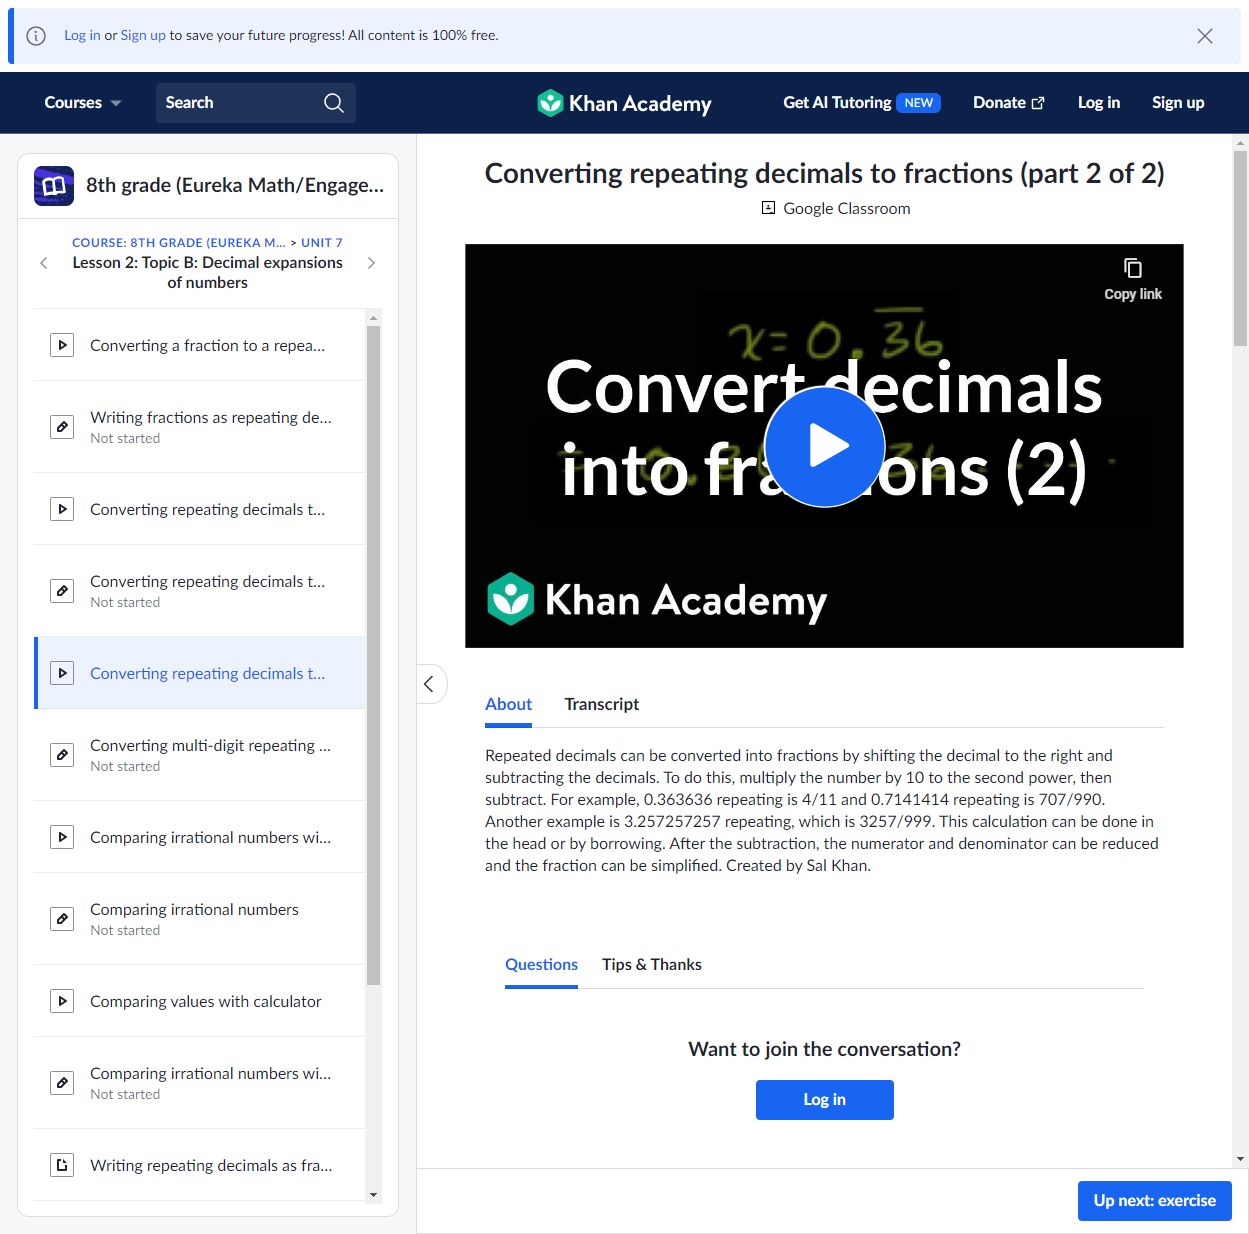 Log in or Sign up to save your future progress! All content is 100% free.
Courses
Search
Khan Academy
Get AI Tutoring NEW
Donate
Log in
Sign up
8th grade (Eureka Math/Engage...
COURSE: 8TH GRADE (EUREKA M... > UNIT 7
Lesson 2: Topic B: Decimal expansions
of numbers
Converting a fraction to a repea...
Writing fractions as repeating de...
Not started
Converting repeating decimals t...
Converting repeating decimals t...
Not started
Converting repeating decimals t...
Converting multi-digit repeating ...
Not started
Comparing irrational numbers wi...
Comparing irrational numbers
Not started
Comparing values with calculator
Comparing irrational numbers wi...
Not started
Writing repeating decimals as fra...
Converting repeating decimals to fractions (part 2 of 2)
Google Classroom
Copy link
x = 0.3̅6̅
Convert decimals
into fractions (2)
Khan Academy
About
Transcript
Repeated decimals can be converted into fractions by shifting the decimal to the right and
subtracting the decimals. To do this, multiply the number by 10 to the second power, then
subtract. For example, 0.363636 repeating is 4/11 and 0.7141414 repeating is 707/990.
Another example is 3.257257257 repeating, which is 3257/999. This calculation can be done in
the head or by borrowing. After the subtraction, the numerator and denominator can be reduced
and the fraction can be simplified. Created by Sal Khan.
Questions
Tips & Thanks
Want to join the conversation?
Log in
Up next: exercise